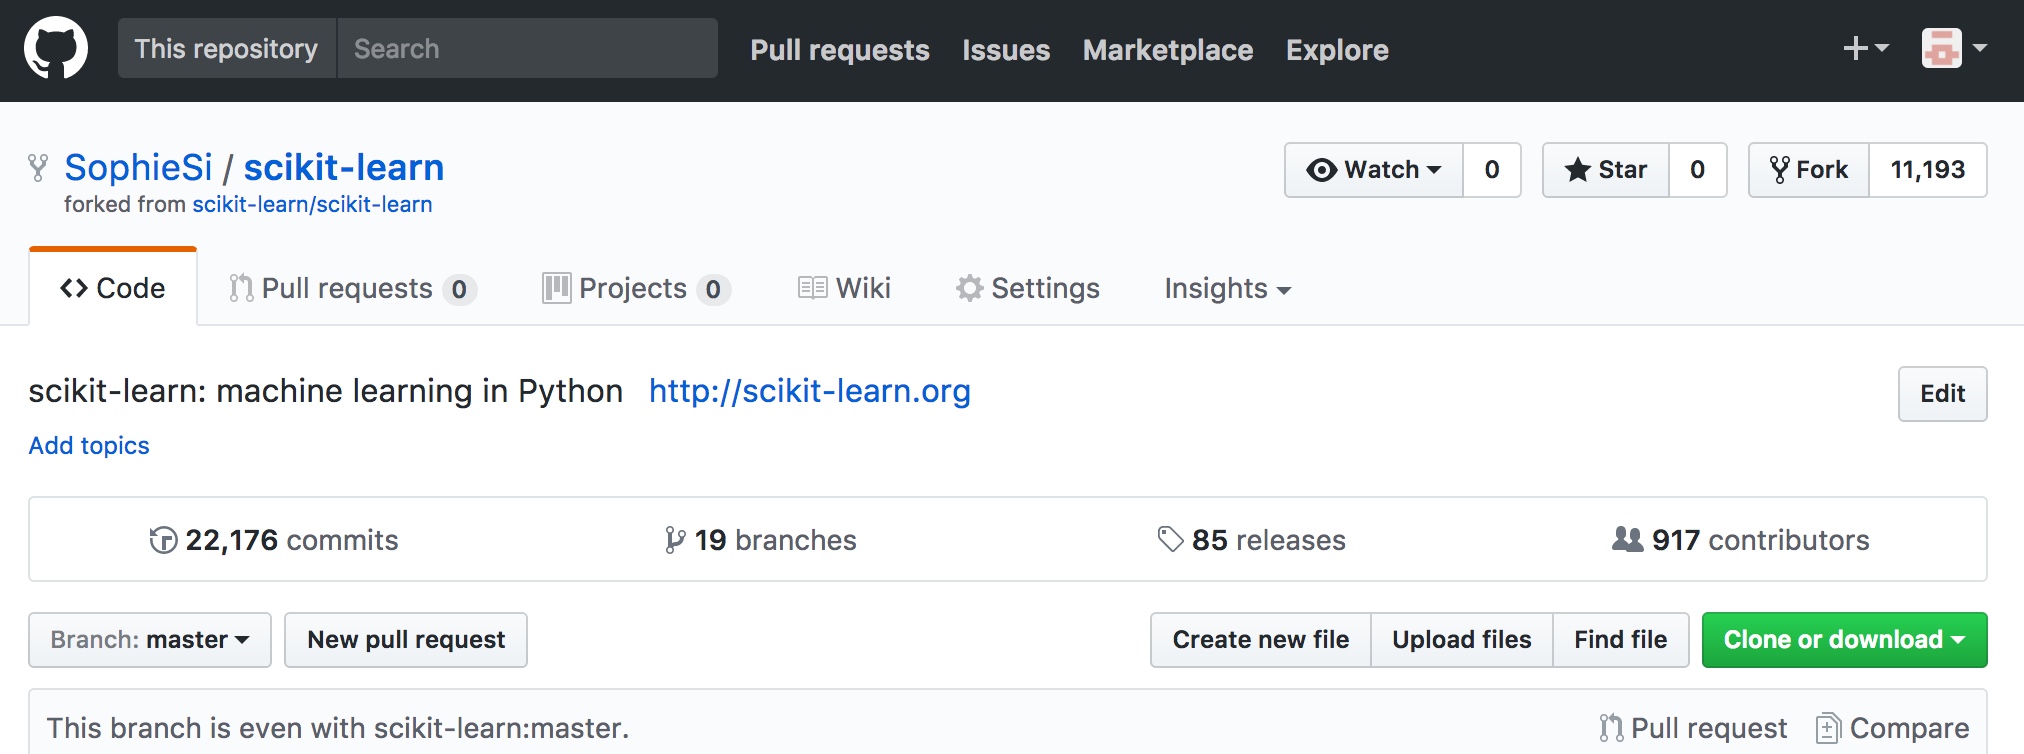 This repository Search Pull requests Issues Marketplace Explore
SophieSi / scikit-learn Watch 0 Star 0 Fork 11,193
forked from scikit-learn/scikit-learn
Code Pull requests 0 Projects 0 Wiki Settings Insights
scikit-learn: machine learning in Python http://scikit-learn.org Edit
Add topics
22,176 commits 19 branches 85 releases 917 contributors
Branch: master New pull request Create new file Upload files Find file Clone or download
This branch is even with scikit-learn:master. Pull request Compare